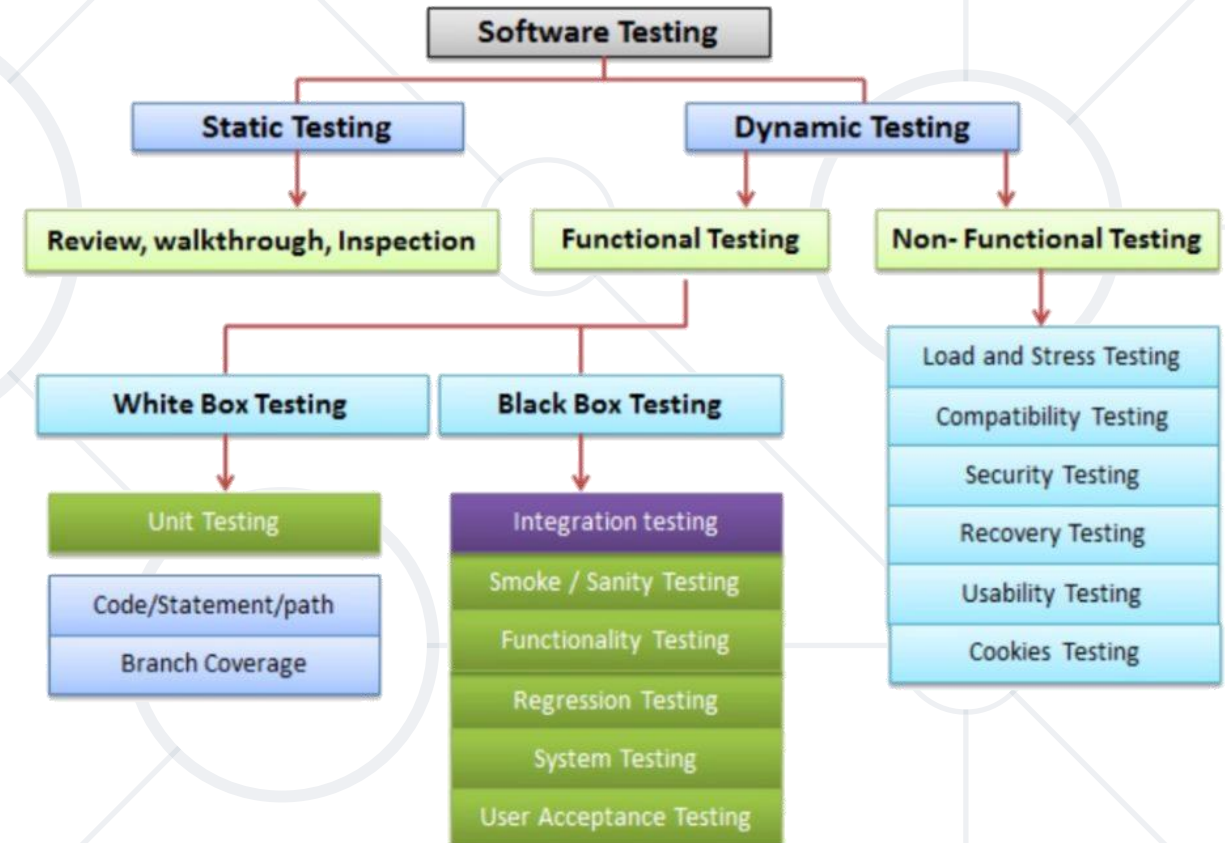 Software Testing
Static Testing
Dynamic Testing
Review, walkthrough, Inspection
Functional Testing
Non- Functional Testing
White Box Testing
Black Box Testing
Unit Testing
Code/Statement/path
Branch Coverage
Integration testing
Smoke / Sanity Testing
Functionality Testing
Regression Testing
System Testing
User Acceptance Testing
Load and Stress Testing
Compatibility Testing
Security Testing
Recovery Testing
Usability Testing
Cookies Testing